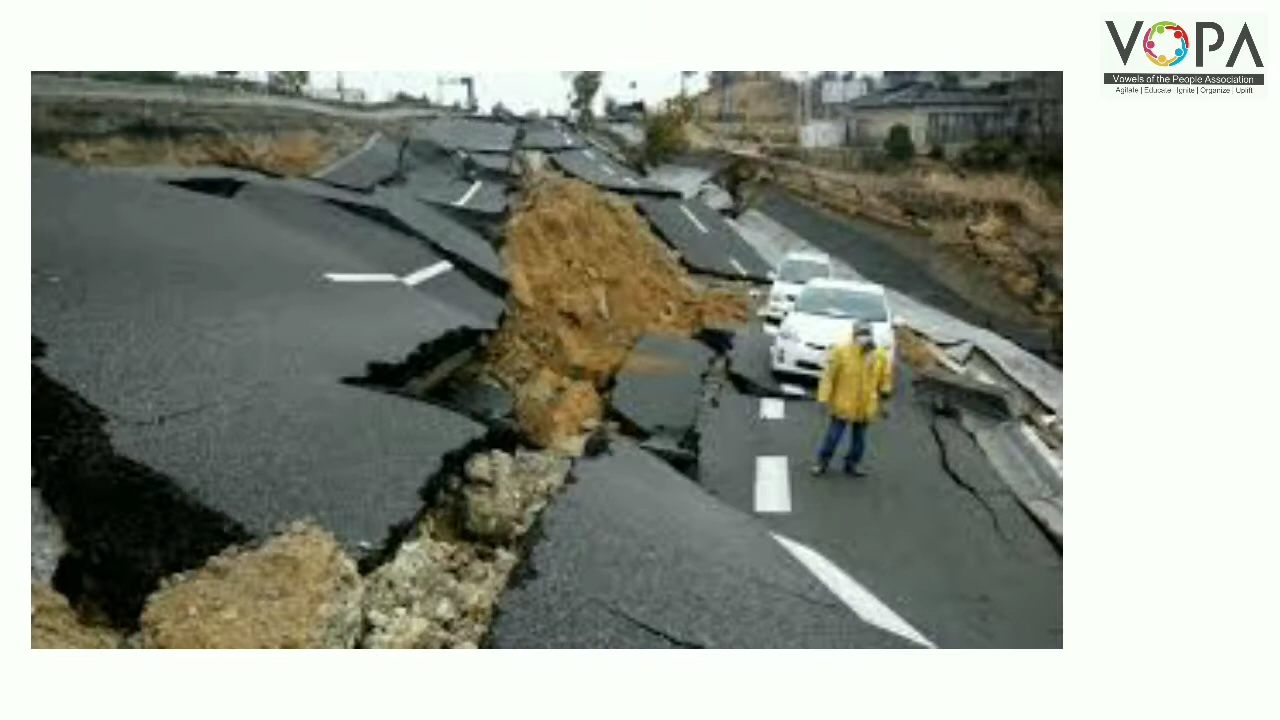 VOPA
Vowels of the People Association
Agitate | Educate | Ignite | Organize | Uplift